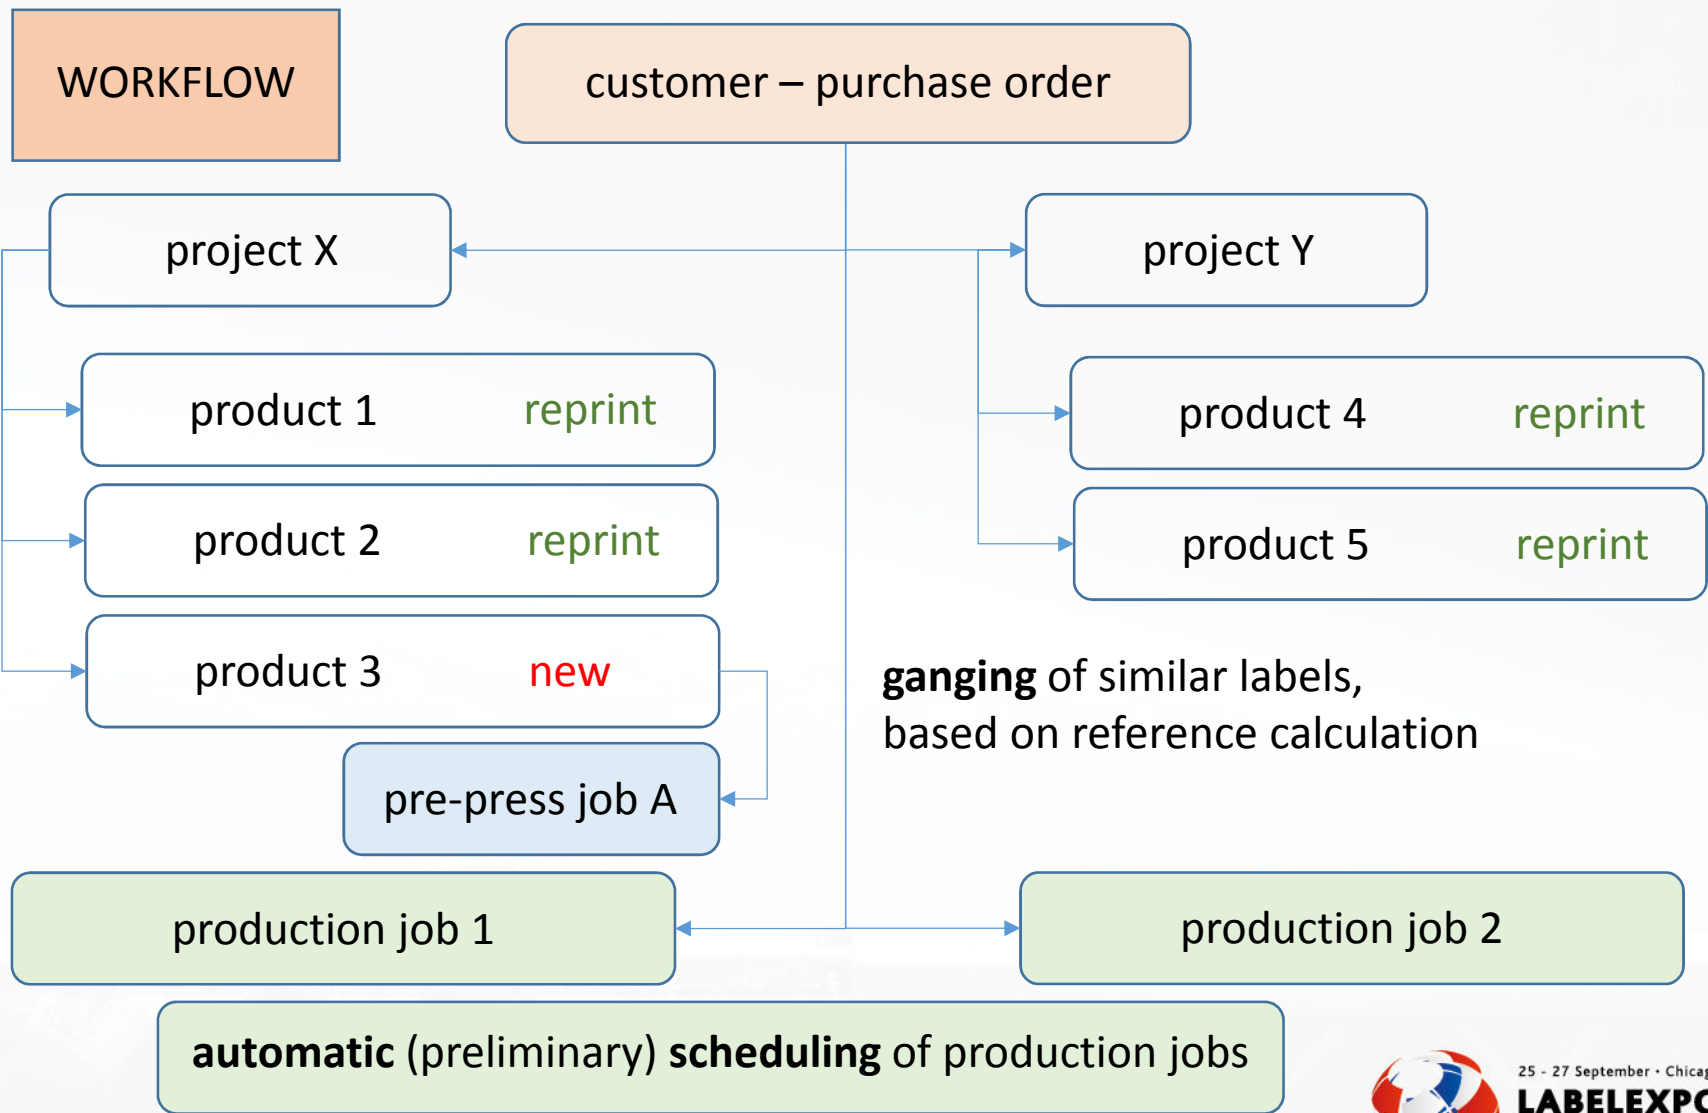 WORKFLOW
customer – purchase order
project X
project Y
product 1 reprint
product 4 reprint
product 2 reprint
product 5 reprint
product 3 new
ganging of similar labels,
based on reference calculation
pre-press job A
production job 1
production job 2
automatic (preliminary) scheduling of production jobs
25 - 27 September • Chicag
LABELEXPO